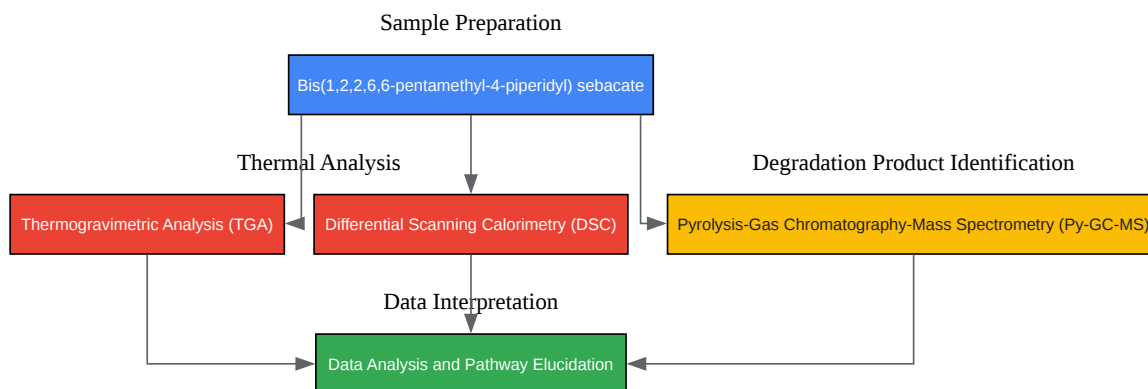 Sample Preparation
Bis(1,2,2,6,6-pentamethyl-4-piperidyl) sebacate
Thermal Analysis
Degradation Product Identification
Thermogravimetric Analysis (TGA)
Differential Scanning Calorimetry (DSC)
Pyrolysis-Gas Chromatography-Mass Spectrometry (Py-GC-MS)
Data Interpretation
Data Analysis and Pathway Elucidation